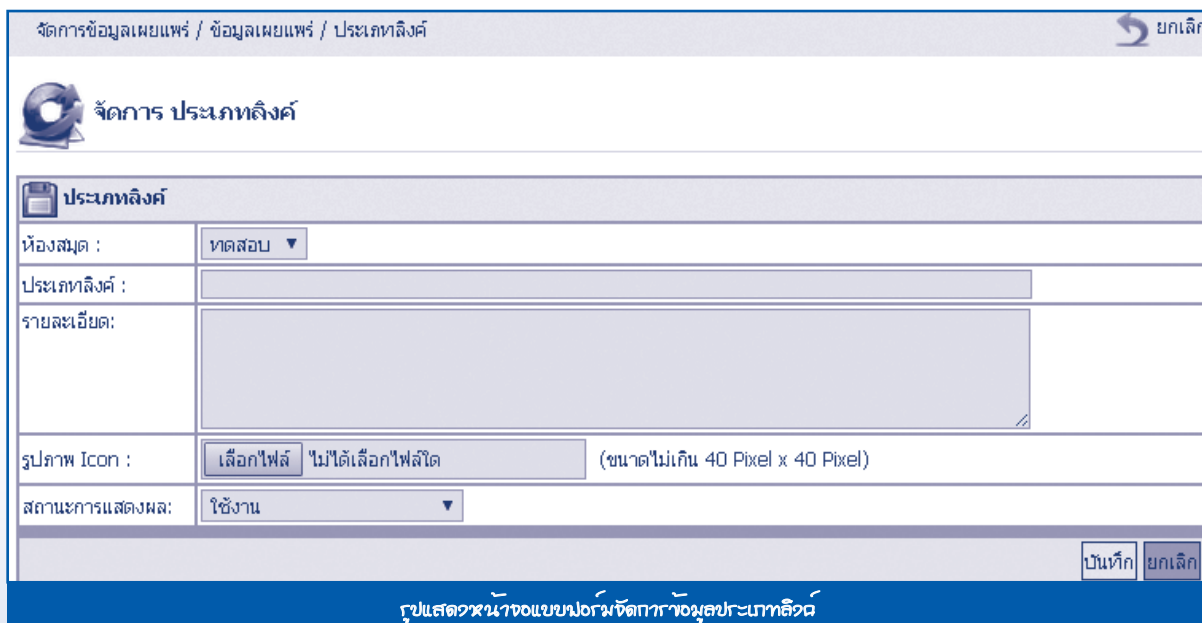 จัดการข้อมูลเผยแพร่ / ข้อมูลเผยแพร่ / ประเภทลิงค์
ยกเลิก
จัดการ ประเภทลิงค์
ประเภทลิงค์
ห้องสมุด :
ทดสอบ ▼
ประเภทลิงค์ :
รายละเอียด:
รูปภาพ Icon :
เลือกไฟล์ ไม่ได้เลือกไฟล์ใด (ขนาดไม่เกิน 40 Pixel x 40 Pixel)
สถานะการแสดงผล:
ใช้งาน ▼
บันทึก ยกเลิก
รูปแสดงหน้าจอแบบฟอร์มจัดการข้อมูลประเภทลิงค์